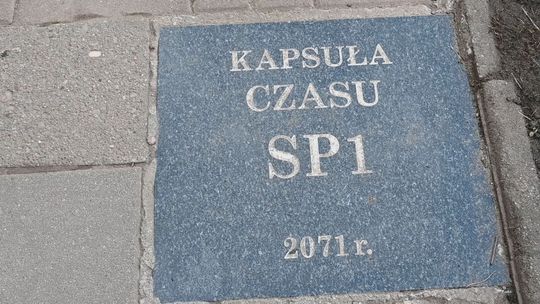 KAPSUŁA
CZASU
SP1
2071 r.